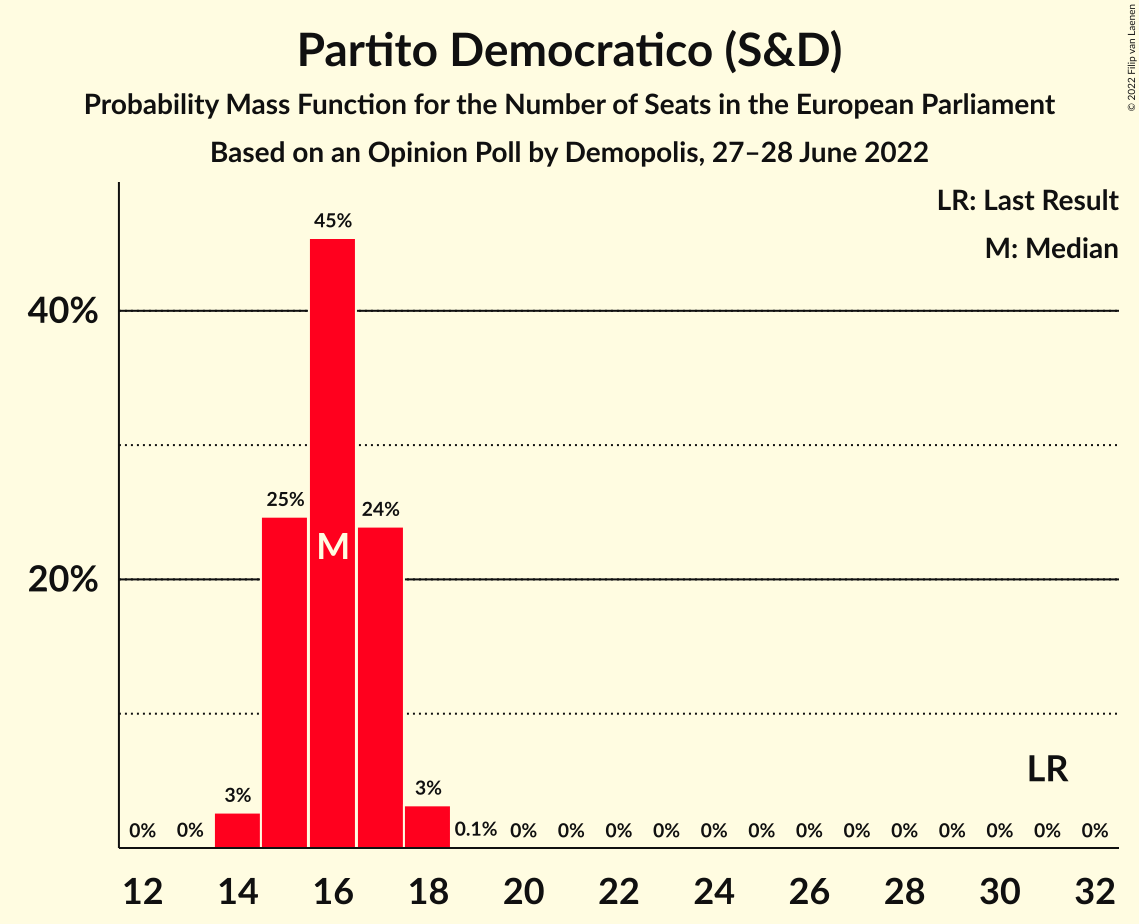 Partito Democratico (S&D)
Probability Mass Function for the Number of Seats in the European Parliament
Based on an Opinion Poll by Demopolis, 27–28 June 2022
© 2022 Filip van Laenen
LR: Last Result
M: Median
40%
20%
0% 0% 3% 25% 45% 24% 3% 0.1% 0% 0% 0% 0% 0% 0% 0% 0% 0% 0% 0% 0% 0%
M
LR
12 14 16 18 20 22 24 26 28 30 32